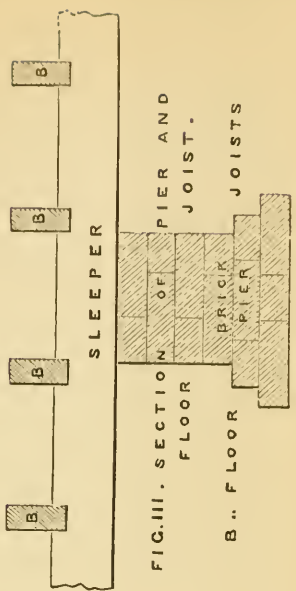 B
B
B
B
SLEEPER
FIG.III. SECTION OF PIER AND
FLOOR JOIST.
BRICK
PIER
B.. FLOOR JOISTS